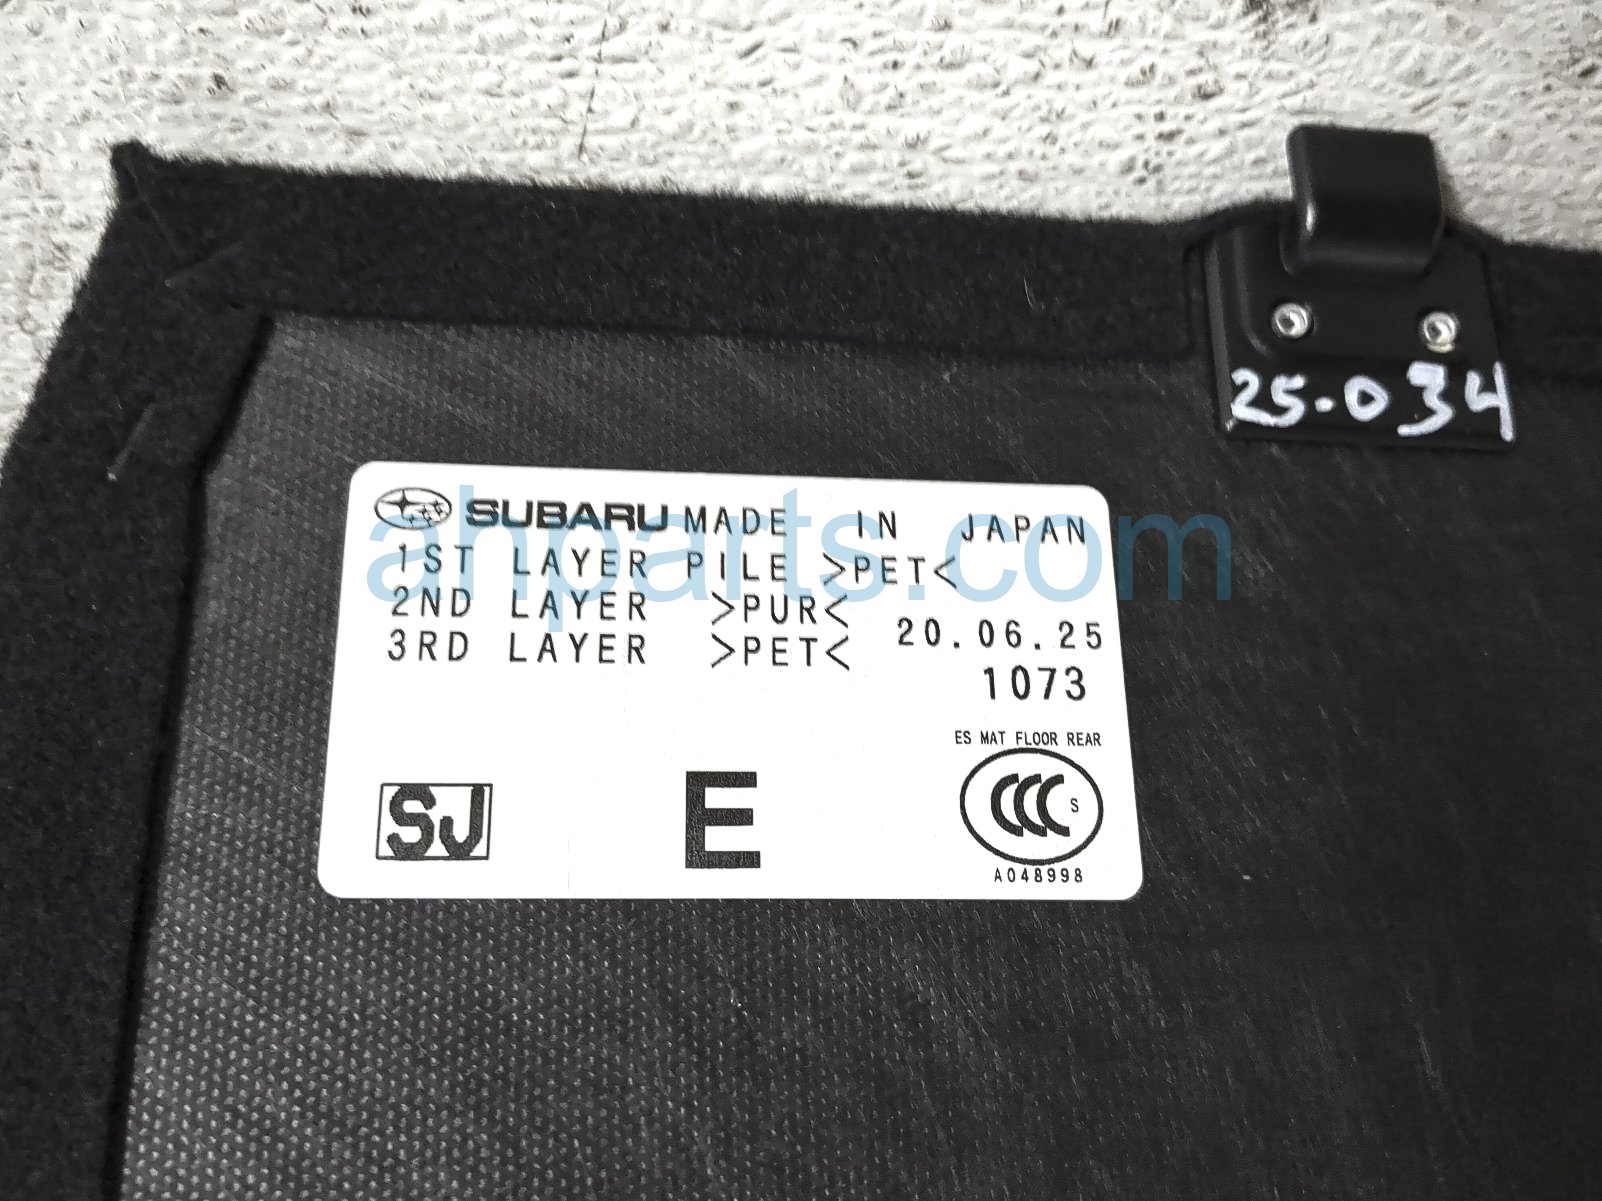 25-034
SUBARU MADE IN JAPAN
1ST LAYER PILE >PET<
2ND LAYER >PUR<
3RD LAYER >PET<
20.06.25
1073
ES MAT FLOOR REAR
SJ
E
CCC S
A048998
ahparts.com